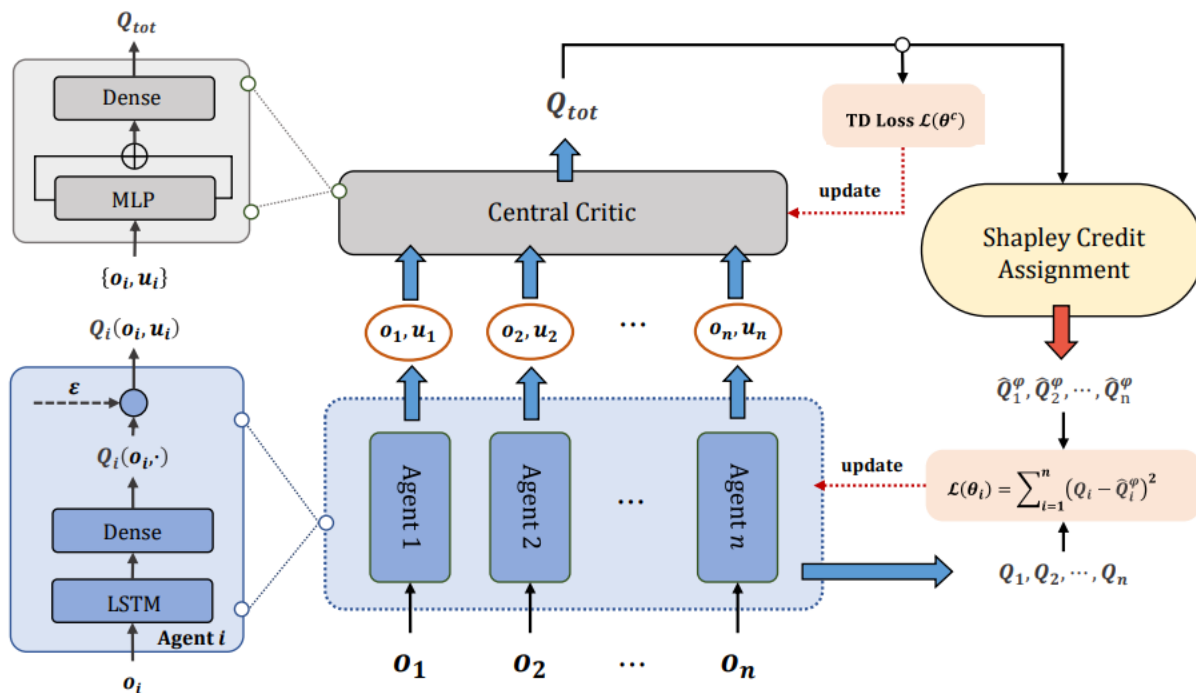 Q_tot
Dense
MLP
{o_i, u_i}
Q_tot
Central Critic
TD Loss ℒ(θ^c)
update
Shapley Credit
Assignment
o_1, u_1
o_2, u_2
⋯
o_n, u_n
Q̂_1^φ, Q̂_2^φ, ⋯, Q̂_n^φ
update
ℒ(θ_i) = ∑_{i=1}^{n} (Q_i − Q̂_i^φ)^2
Q_1, Q_2, ⋯, Q_n
Agent 1
Agent 2
⋯
Agent n
o_1
o_2
⋯
o_n
Q_i(o_i, u_i)
ε
Q_i(o_i,·)
Dense
LSTM
Agent i
o_i